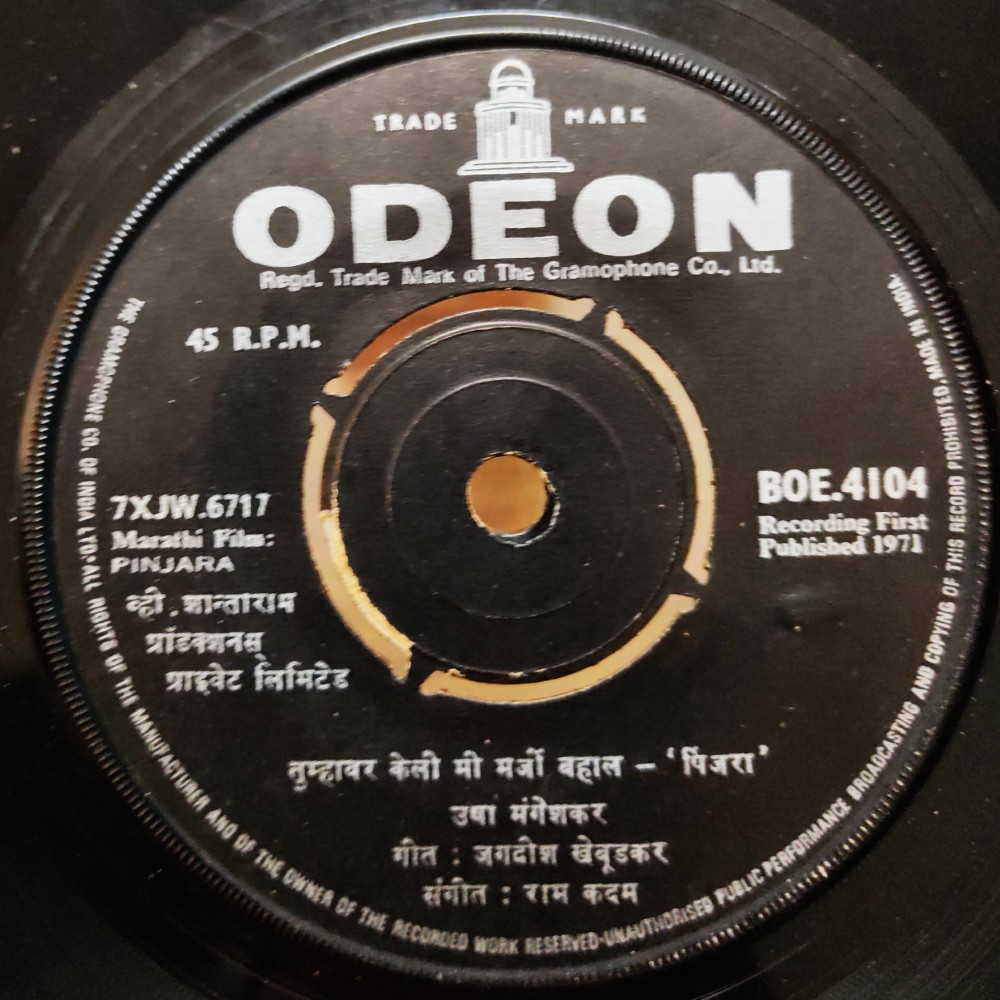 TRADE MARK
ODEON
Regd. Trade Mark of The Gramophone Co., Ltd.
45 R.P.M.
7XJW.6717
Marathi Film:
PINJARA
व्ही. शान्ताराम
प्रॉडक्शनस्
प्राइवेट लिमिटेड
BOE.4104
Recording First
Published 1971
तुम्हावर केली मी मर्जी बहाल – ‘पिंजरा’
उषा मंगेशकर
गीत : जगदीश खेबूडकर
संगीत : राम कदम
THE GRAMOPHONE CO. OF INDIA LTD·ALL RIGHTS OF THE MANUFACTURER AND OF THE OWNER OF THE RECORDED WORK RESERVED·UNAUTHORISED PUBLIC PERFORMANCE BROADCASTING AND COPYING OF THIS RECORD PROHIBITED. MADE IN INDIA.